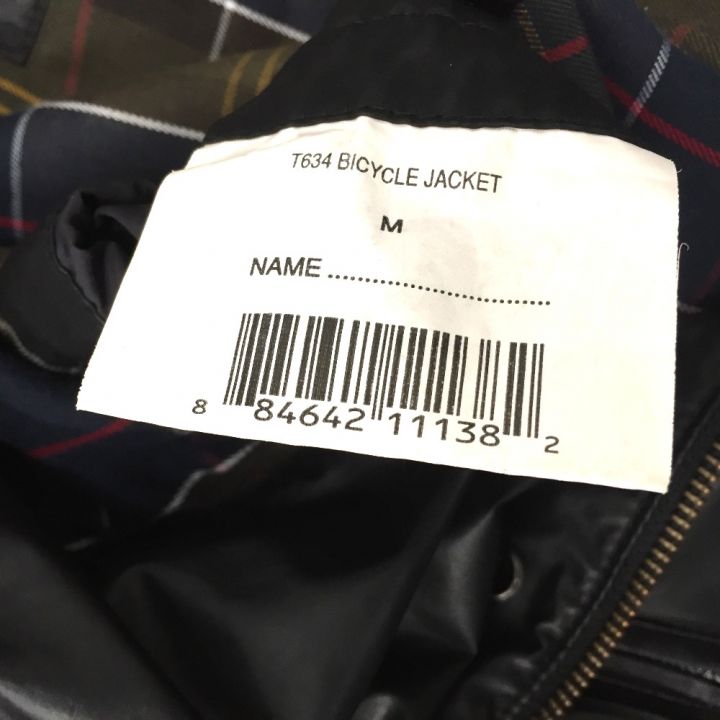 T634 BICYCLE JACKET
M
NAME..............................
8 84642 11138 2